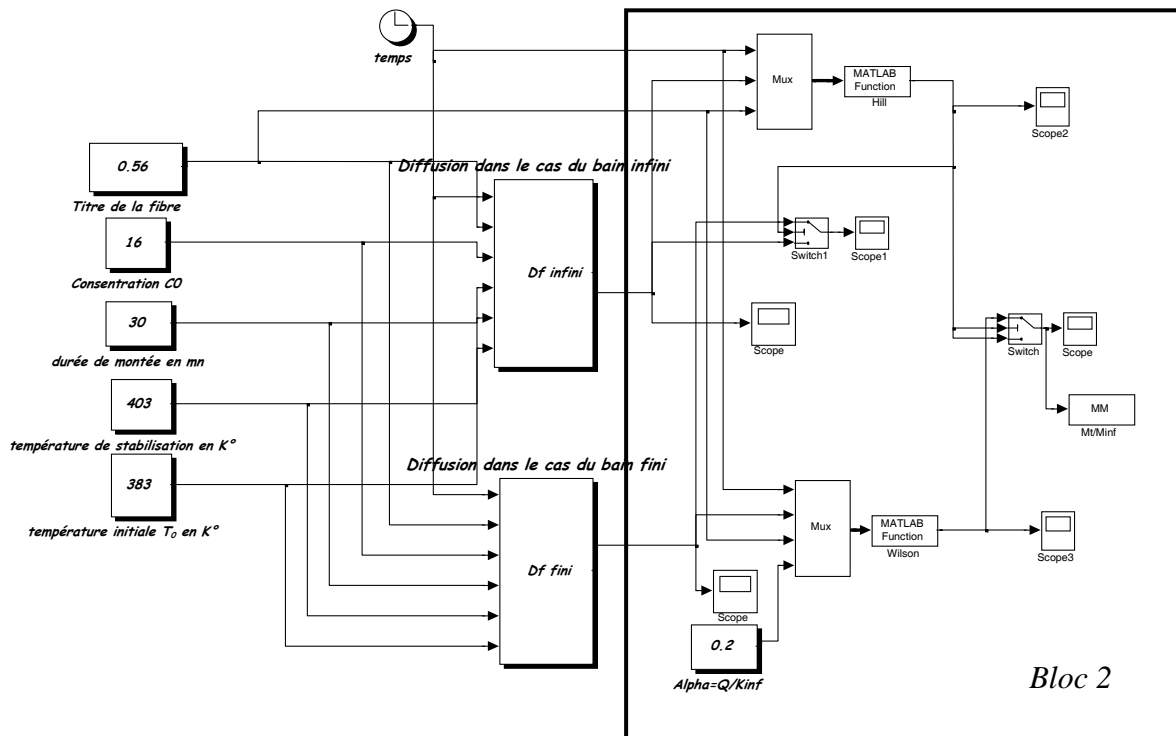 temps
0.56
Titre de la fibre
16
Consentration C0
30
durée de montée en mn
403
température de stabilisation en K°
383
température initiale T₀ en K°
Diffusion dans le cas du bain infini
Df infini
Diffusion dans le cas du bain fini
Df fini
Mux
MATLAB
Function
Hill
Scope2
Switch1
Scope1
Scope
Switch
Scope
MM
Mt/Minf
Mux
MATLAB
Function
Wilson
Scope3
Scope
0.2
Alpha=Q/Kinf
Bloc 2